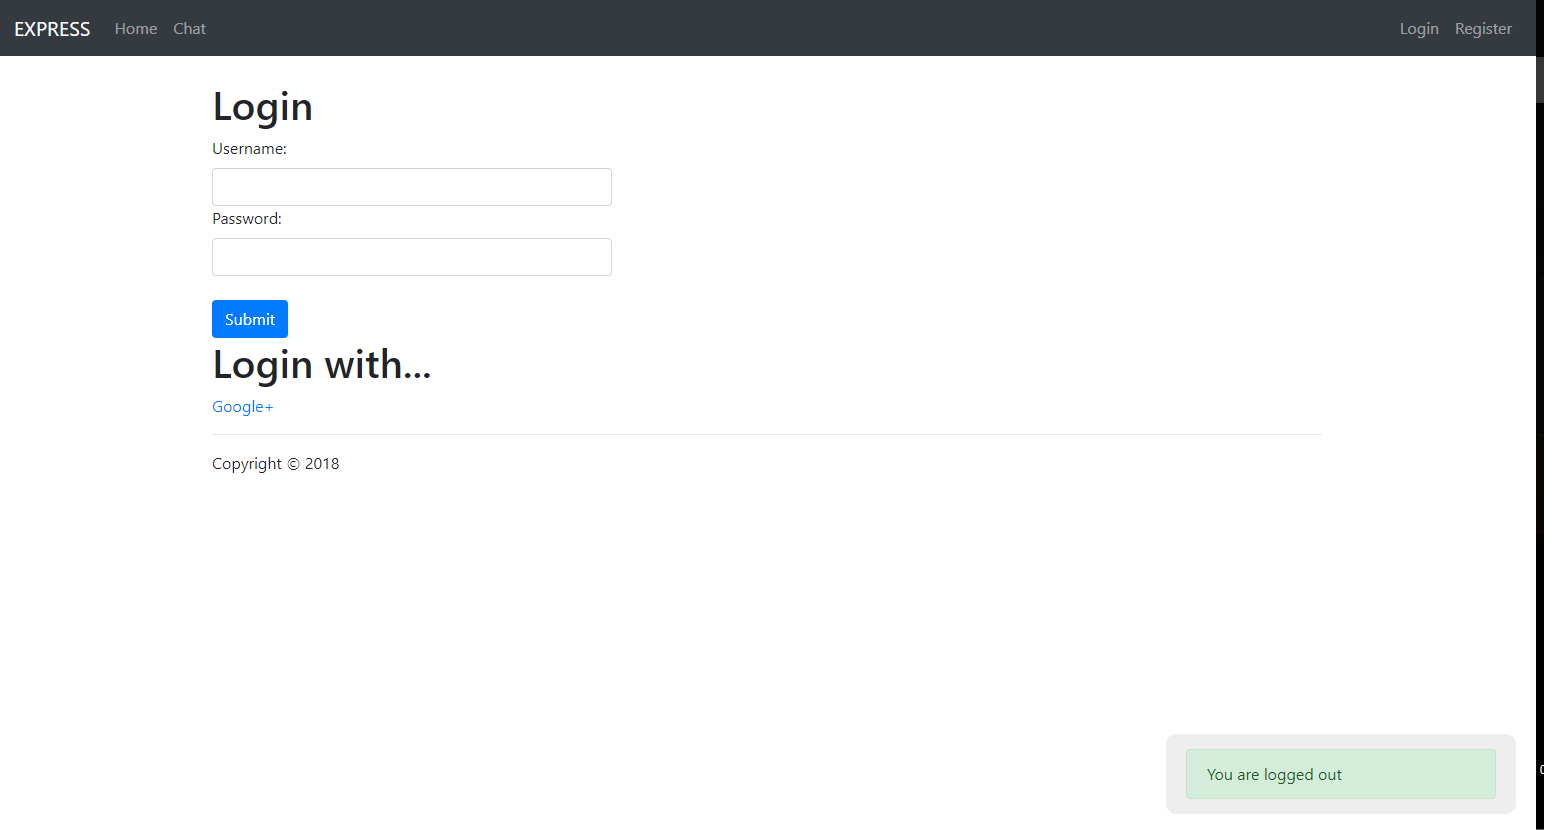 EXPRESS Home Chat Login Register
Login
Username:
Password:
Submit
Login with...
Google+
Copyright © 2018
You are logged out